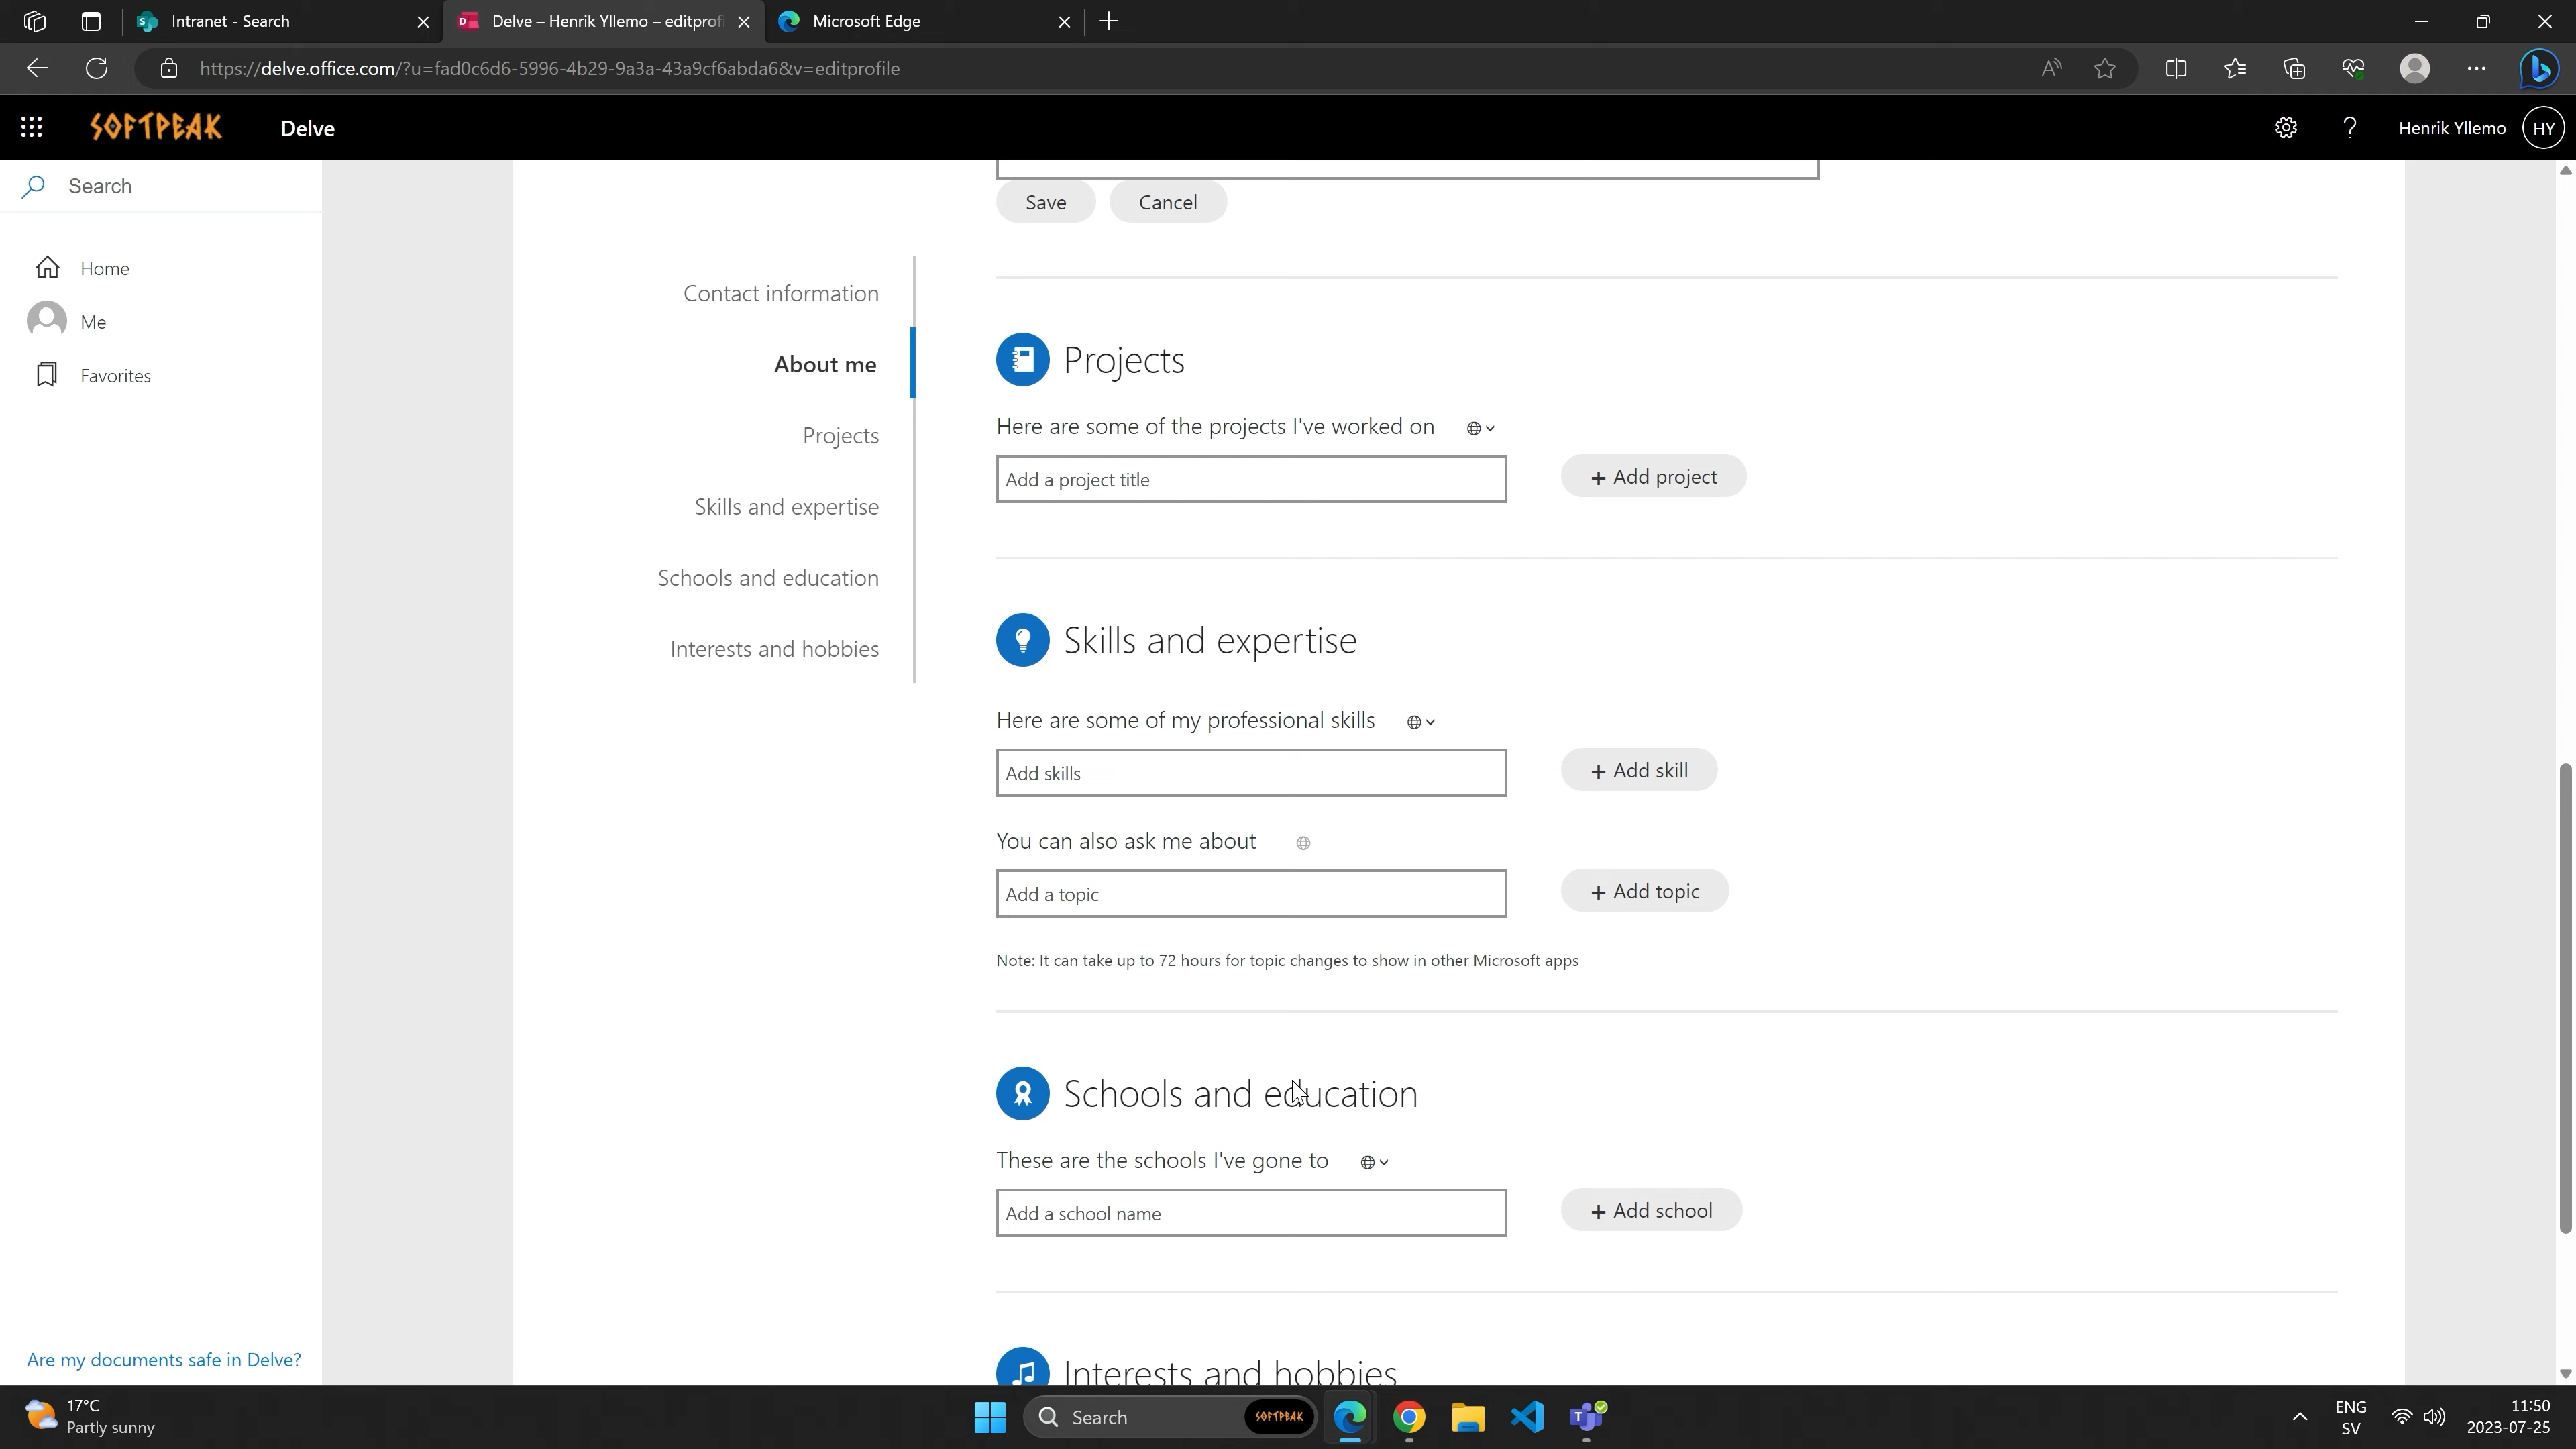 Intranet - Search
Delve – Henrik Yllemo – editprofi
Microsoft Edge
https://delve.office.com/?u=fad0c6d6-5996-4b29-9a3a-43a9cf6abda6&v=editprofile
SOFTPEAK
Delve
Henrik Yllemo
HY
Search
Home
Me
Favorites
Are my documents safe in Delve?
Contact information
About me
Projects
Skills and expertise
Schools and education
Interests and hobbies
Save
Cancel
Projects
Here are some of the projects I've worked on
Add a project title
+ Add project
Skills and expertise
Here are some of my professional skills
Add skills
+ Add skill
You can also ask me about
Add a topic
+ Add topic
Note: It can take up to 72 hours for topic changes to show in other Microsoft apps
Schools and education
These are the schools I've gone to
Add a school name
+ Add school
Interests and hobbies
17°C
Partly sunny
Search
SOFTPEAK
ENG
SV
11:50
2023-07-25